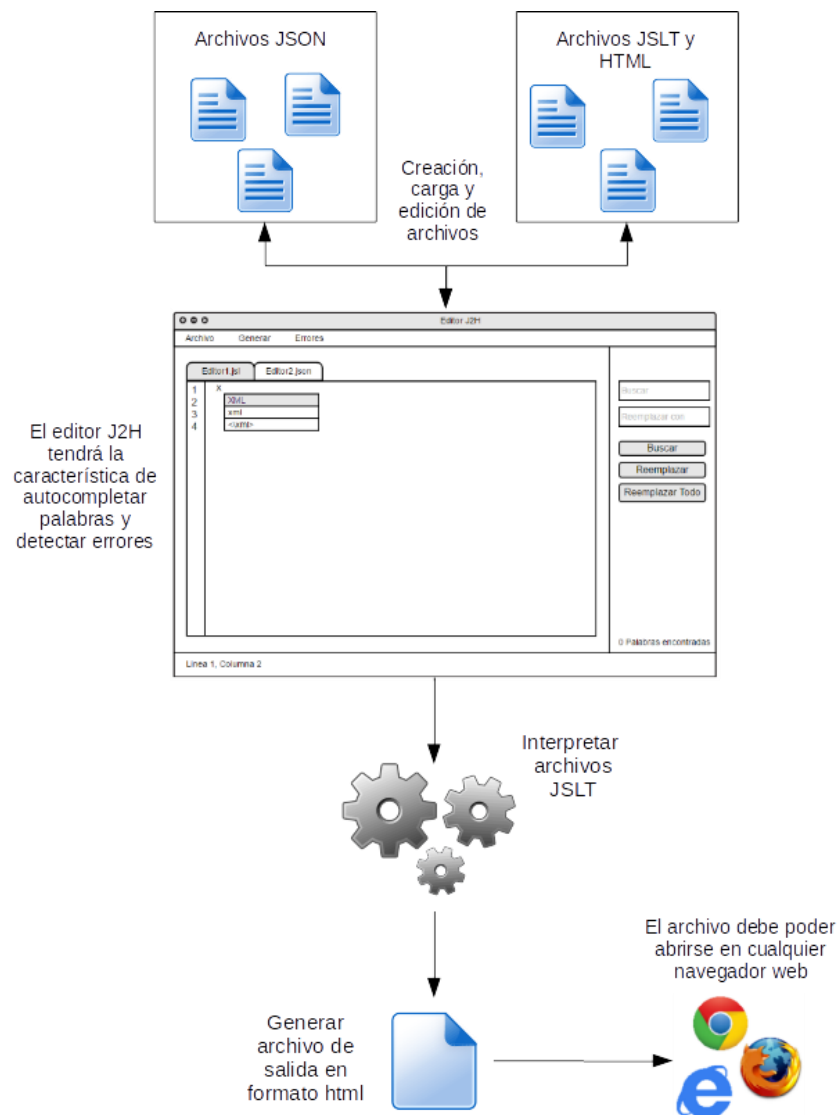 Archivos JSON
Archivos JSLT y
HTML
Creación,
carga y
edición de
archivos
Editor J2H
Archivo Generar Errores
Editor1.jsl Editor2.json
1 x
2 XML
3 xml
4 <\xml>
Buscar
Reemplazar con
Buscar
Reemplazar
Reemplazar Todo
0 Palabras encontradas
Linea 1, Columna 2
El editor J2H
tendrá la
característica de
autocompletar
palabras y
detectar errores
Interpretar
archivos
JSLT
Generar
archivo de
salida en
formato html
El archivo debe poder
abrirse en cualquier
navegador web